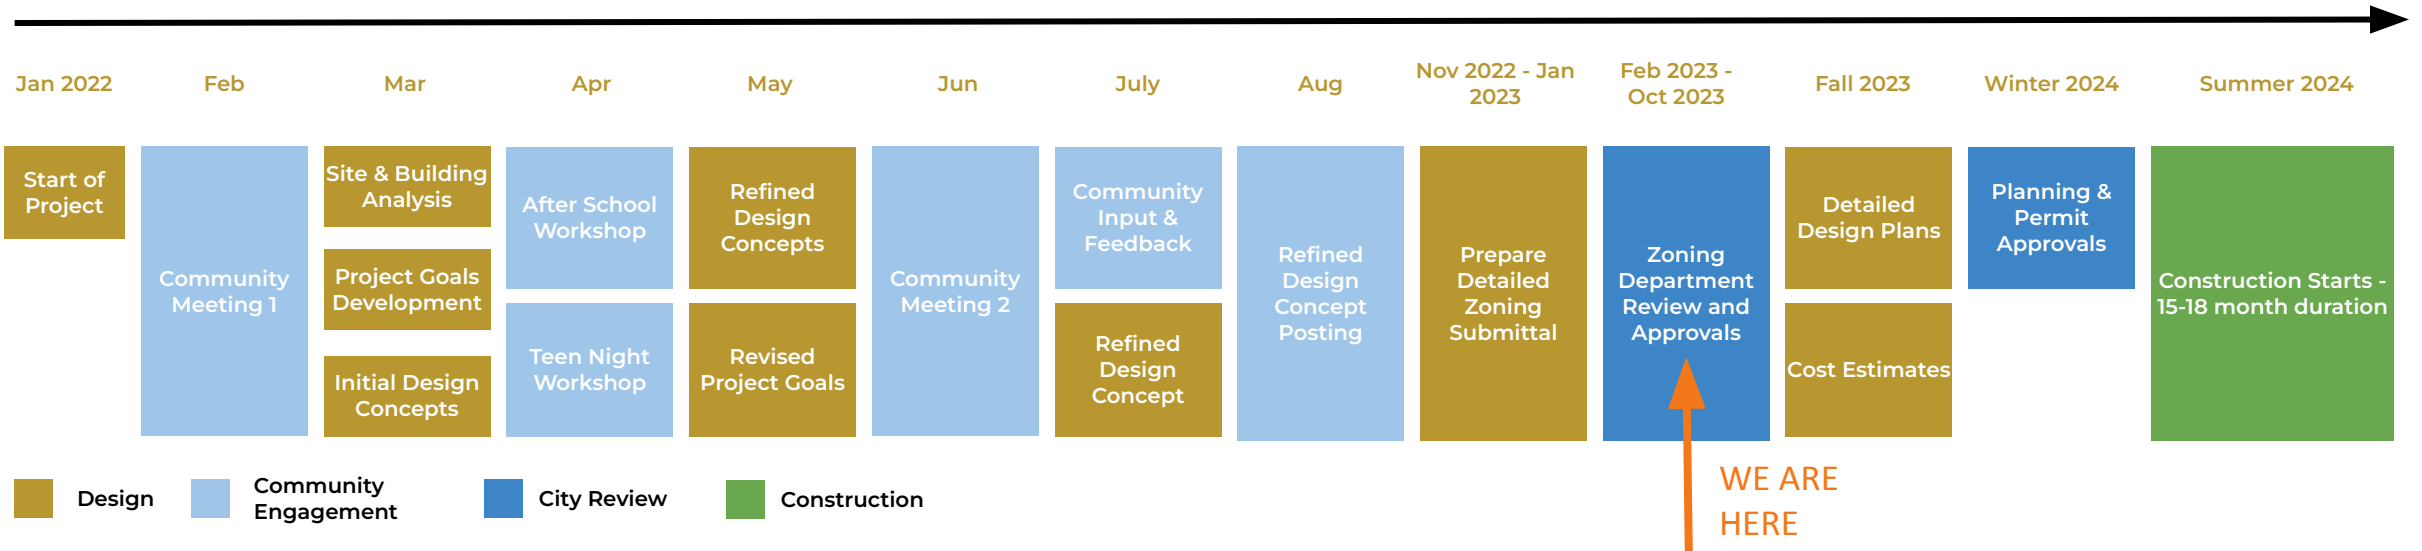 Jan 2022
Feb
Mar
Apr
May
Jun
July
Aug
Nov 2022 - Jan
2023
Feb 2023 -
Oct 2023
Fall 2023
Winter 2024
Summer 2024
Start of
Project
Community
Meeting 1
Site & Building
Analysis
Project Goals
Development
Initial Design
Concepts
After School
Workshop
Teen Night
Workshop
Refined
Design
Concepts
Revised
Project Goals
Community
Meeting 2
Community
Input &
Feedback
Refined
Design
Concept
Refined
Design
Concept
Posting
Prepare
Detailed
Zoning
Submittal
Zoning
Department
Review and
Approvals
Detailed
Design Plans
Cost Estimates
Planning &
Permit
Approvals
Construction Starts -
15-18 month duration
Design
Community
Engagement
City Review
Construction
WE ARE
HERE